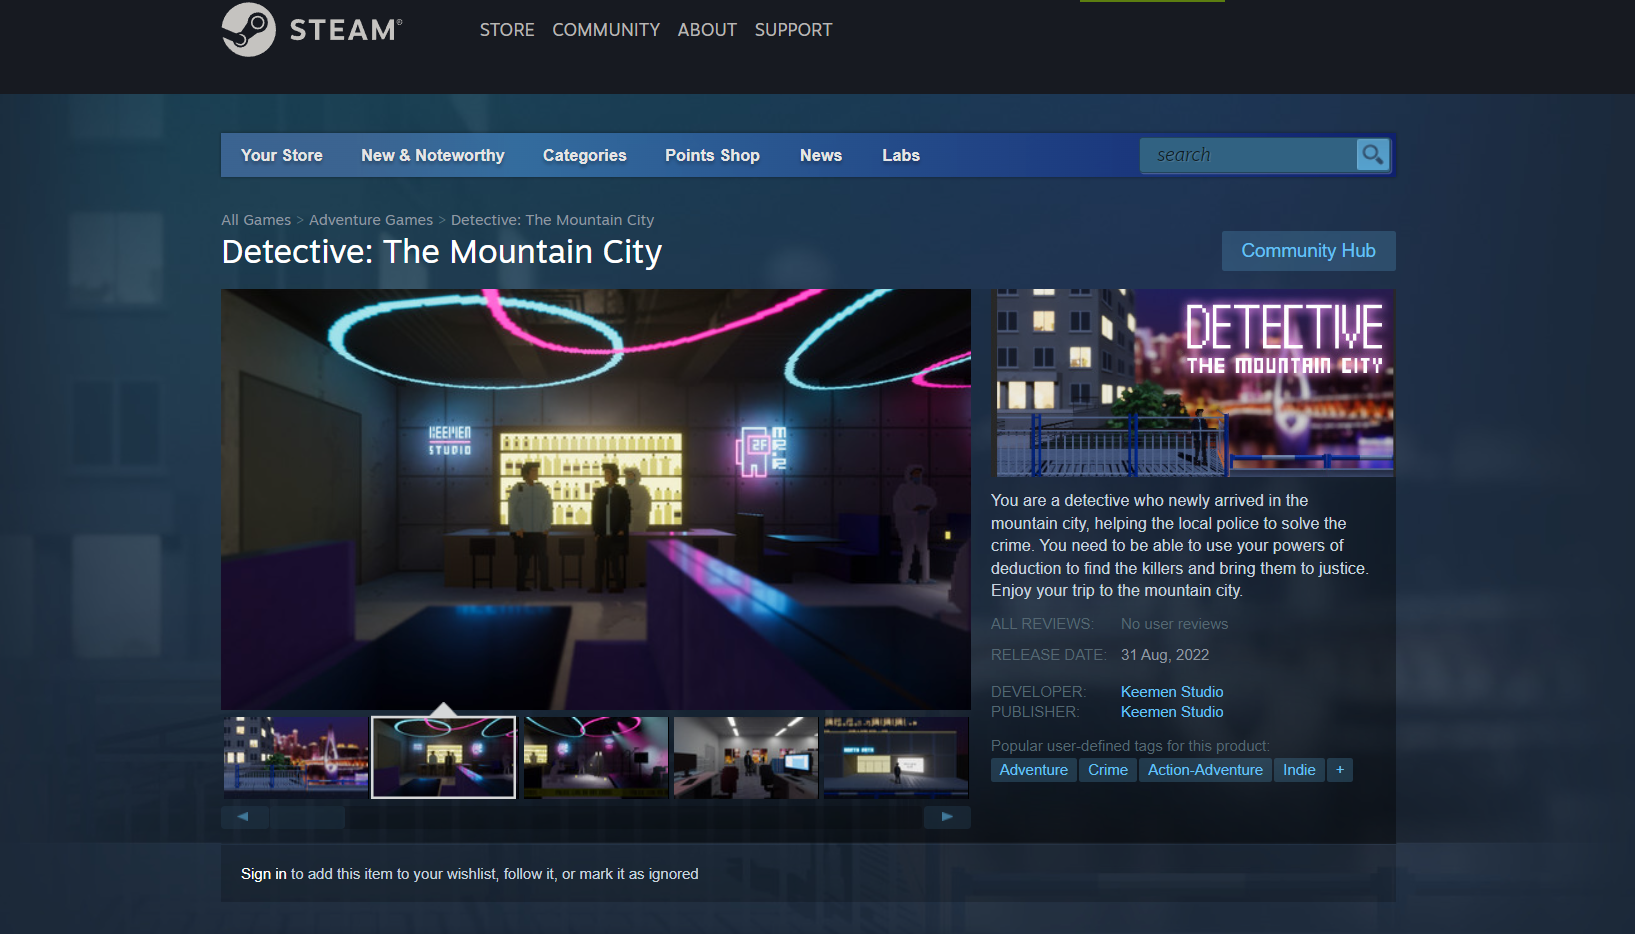 STEAM®
STORE COMMUNITY ABOUT SUPPORT
Your Store New & Noteworthy Categories Points Shop News Labs
search
All Games > Adventure Games > Detective: The Mountain City
Detective: The Mountain City
Community Hub
KEEMEN
STUDIO
2F
DETECTIVE
THE MOUNTAIN CITY
You are a detective who newly arrived in the
mountain city, helping the local police to solve the
crime. You need to be able to use your powers of
deduction to find the killers and bring them to justice.
Enjoy your trip to the mountain city.
ALL REVIEWS: No user reviews
RELEASE DATE: 31 Aug, 2022
DEVELOPER: Keemen Studio
PUBLISHER: Keemen Studio
Popular user-defined tags for this product:
Adventure Crime Action-Adventure Indie +
Sign in to add this item to your wishlist, follow it, or mark it as ignored